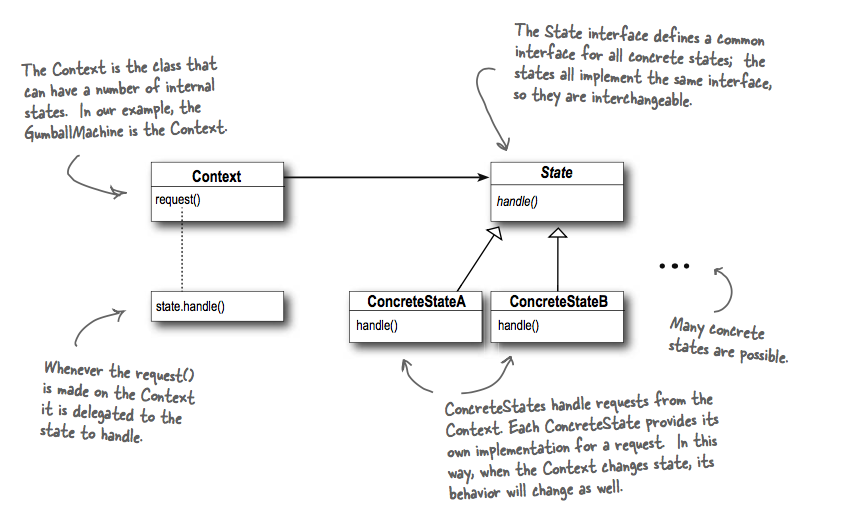 The State interface defines a common
interface for all concrete states; the
states all implement the same interface,
so they are interchangeable.
The Context is the class that
can have a number of internal
states. In our example, the
GumballMachine is the Context.
Context
request()
State
handle()
state.handle()
ConcreteStateA
handle()
ConcreteStateB
handle()
...
Many concrete
states are possible.
Whenever the request()
is made on the Context
it is delegated to the
state to handle.
ConcreteStates handle requests from the
Context. Each ConcreteState provides its
own implementation for a request. In this
way, when the Context changes state, its
behavior will change as well.